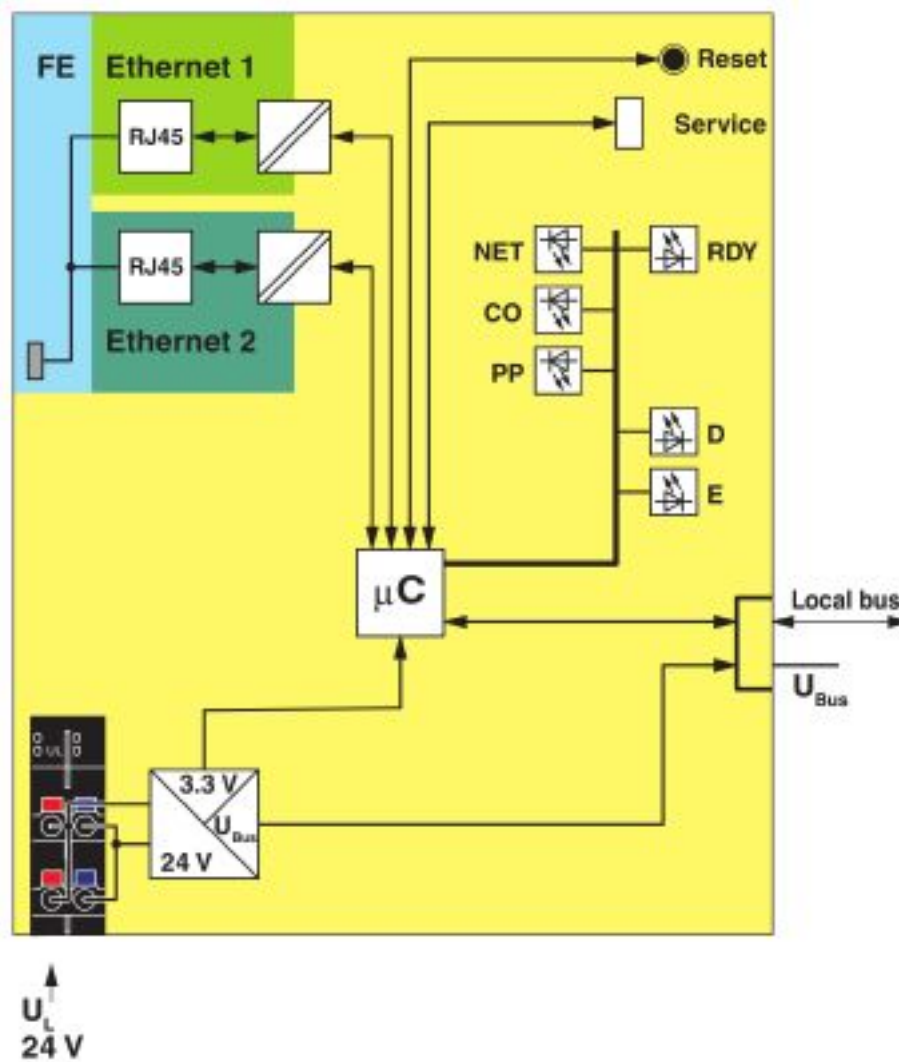 FE
Ethernet 1
Reset
RJ45
Service
RJ45
NET
RDY
CO
Ethernet 2
PP
D
E
μC
Local bus
U_Bus
UL
3.3 V
U_Bus
24 V
U_L
24 V